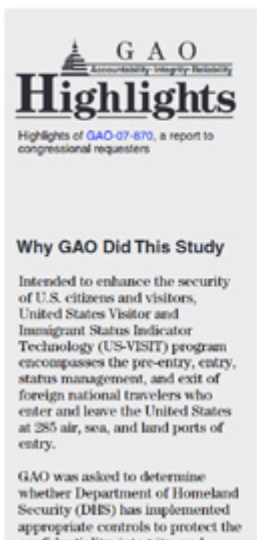 G A O
Accountability Integrity Reliability
Highlights
Highlights of GAO-07-870, a report to
congressional requesters
Why GAO Did This Study
Intended to enhance the security
of U.S. citizens and visitors,
United States Visitor and
Immigrant Status Indicator
Technology (US-VISIT) program
encompasses the pre-entry, entry,
status management, and exit of
foreign national travelers who
enter and leave the United States
at 285 air, sea, and land ports of
entry.
GAO was asked to determine
whether Department of Homeland
Security (DHS) has implemented
appropriate controls to protect the